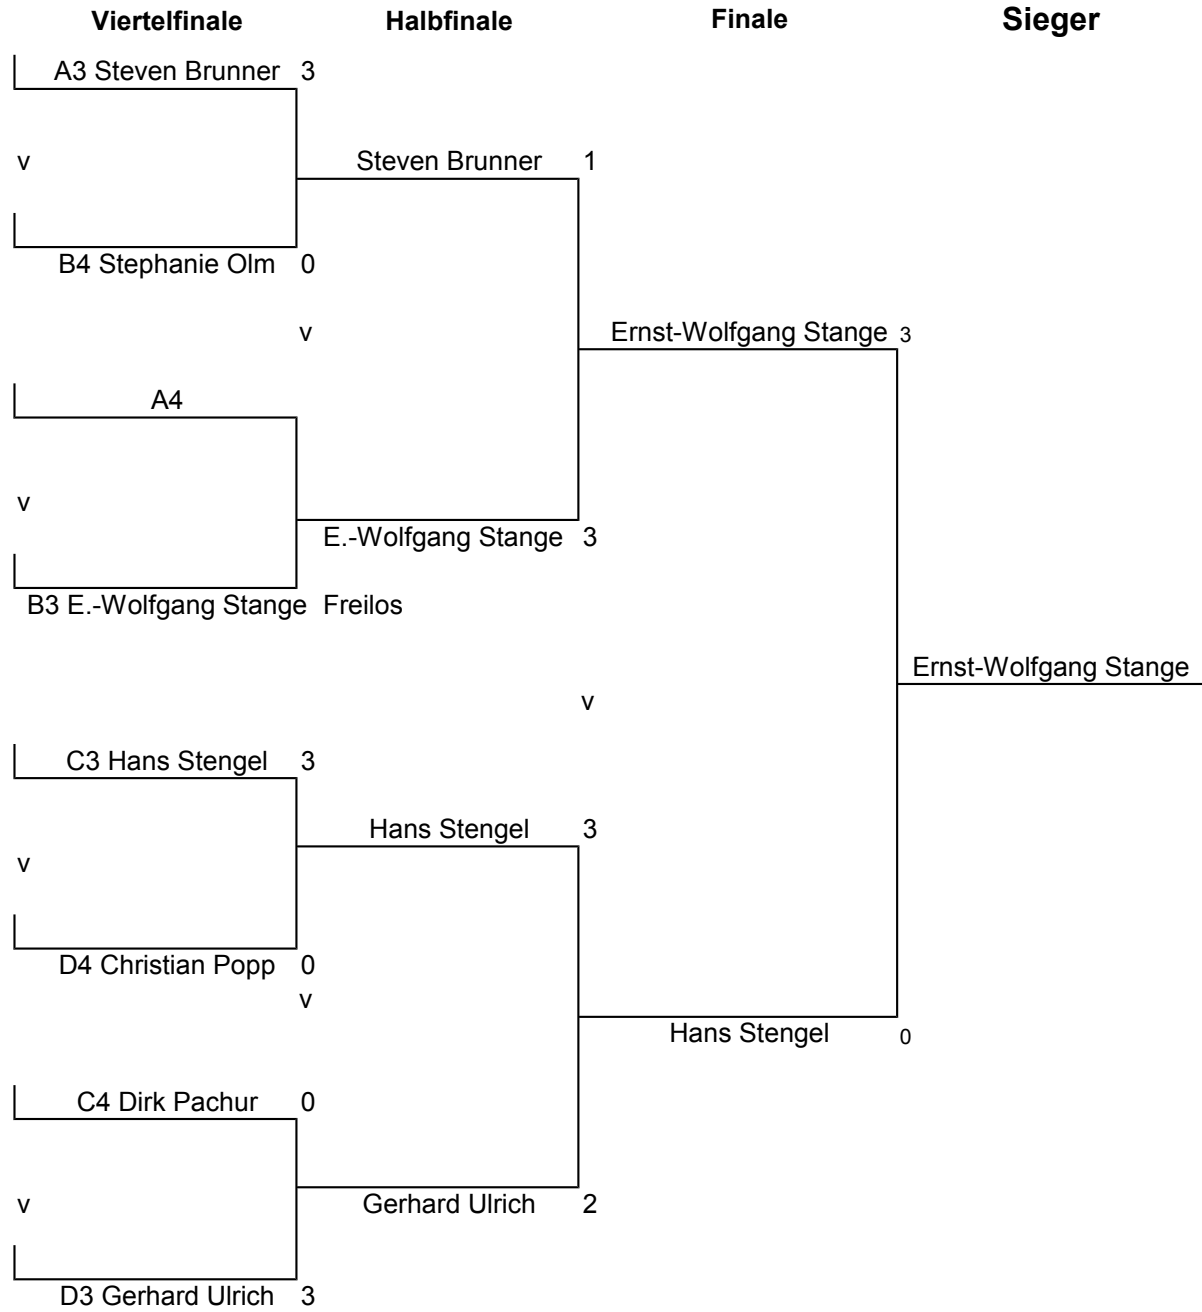 Viertelfinale Halbfinale Finale Sieger
A3 Steven Brunner 3
v Steven Brunner 1
B4 Stephanie Olm 0
v Ernst-Wolfgang Stange 3
A4
v
E.-Wolfgang Stange 3
B3 E.-Wolfgang Stange Freilos
Ernst-Wolfgang Stange
v
C3 Hans Stengel 3
Hans Stengel 3
v
D4 Christian Popp 0
v
Hans Stengel 0
C4 Dirk Pachur 0
v Gerhard Ulrich 2
D3 Gerhard Ulrich 3